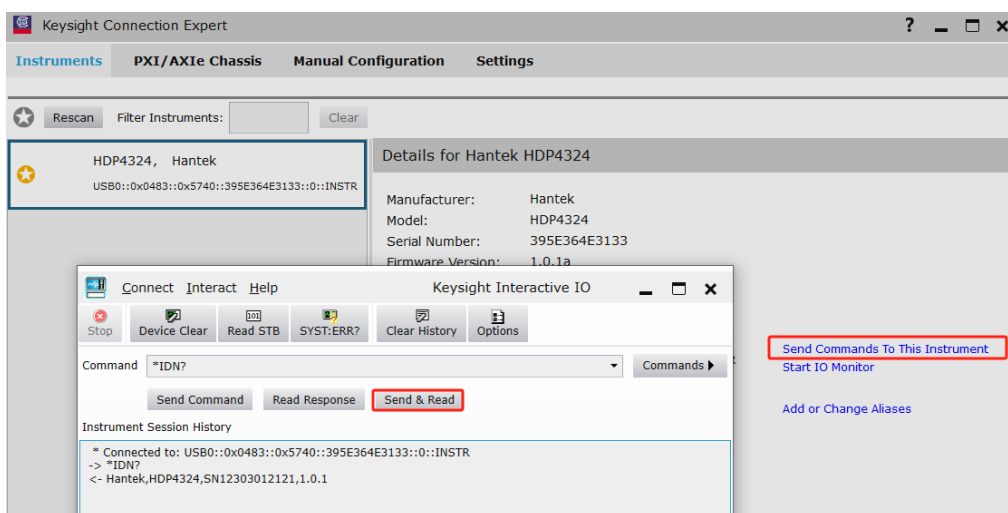 Keysight Connection Expert
Instruments PXI/AXIe Chassis Manual Configuration Settings
Rescan Filter Instruments: Clear
HDP4324, Hantek
USB0::0x0483::0x5740::395E364E3133::0::INSTR
Details for Hantek HDP4324
Manufacturer: Hantek
Model: HDP4324
Serial Number: 395E364E3133
Firmware Version: 1.0.1a
Connect Interact Help Keysight Interactive IO
Stop Device Clear Read STB SYST:ERR? Clear History Options
Command *IDN? Commands
Send Command Read Response Send & Read
Instrument Session History
* Connected to: USB0::0x0483::0x5740::395E364E3133::0::INSTR
-> *IDN?
<- Hantek,HDP4324,SN12303012121,1.0.1
Send Commands To This Instrument
Start IO Monitor
Add or Change Aliases